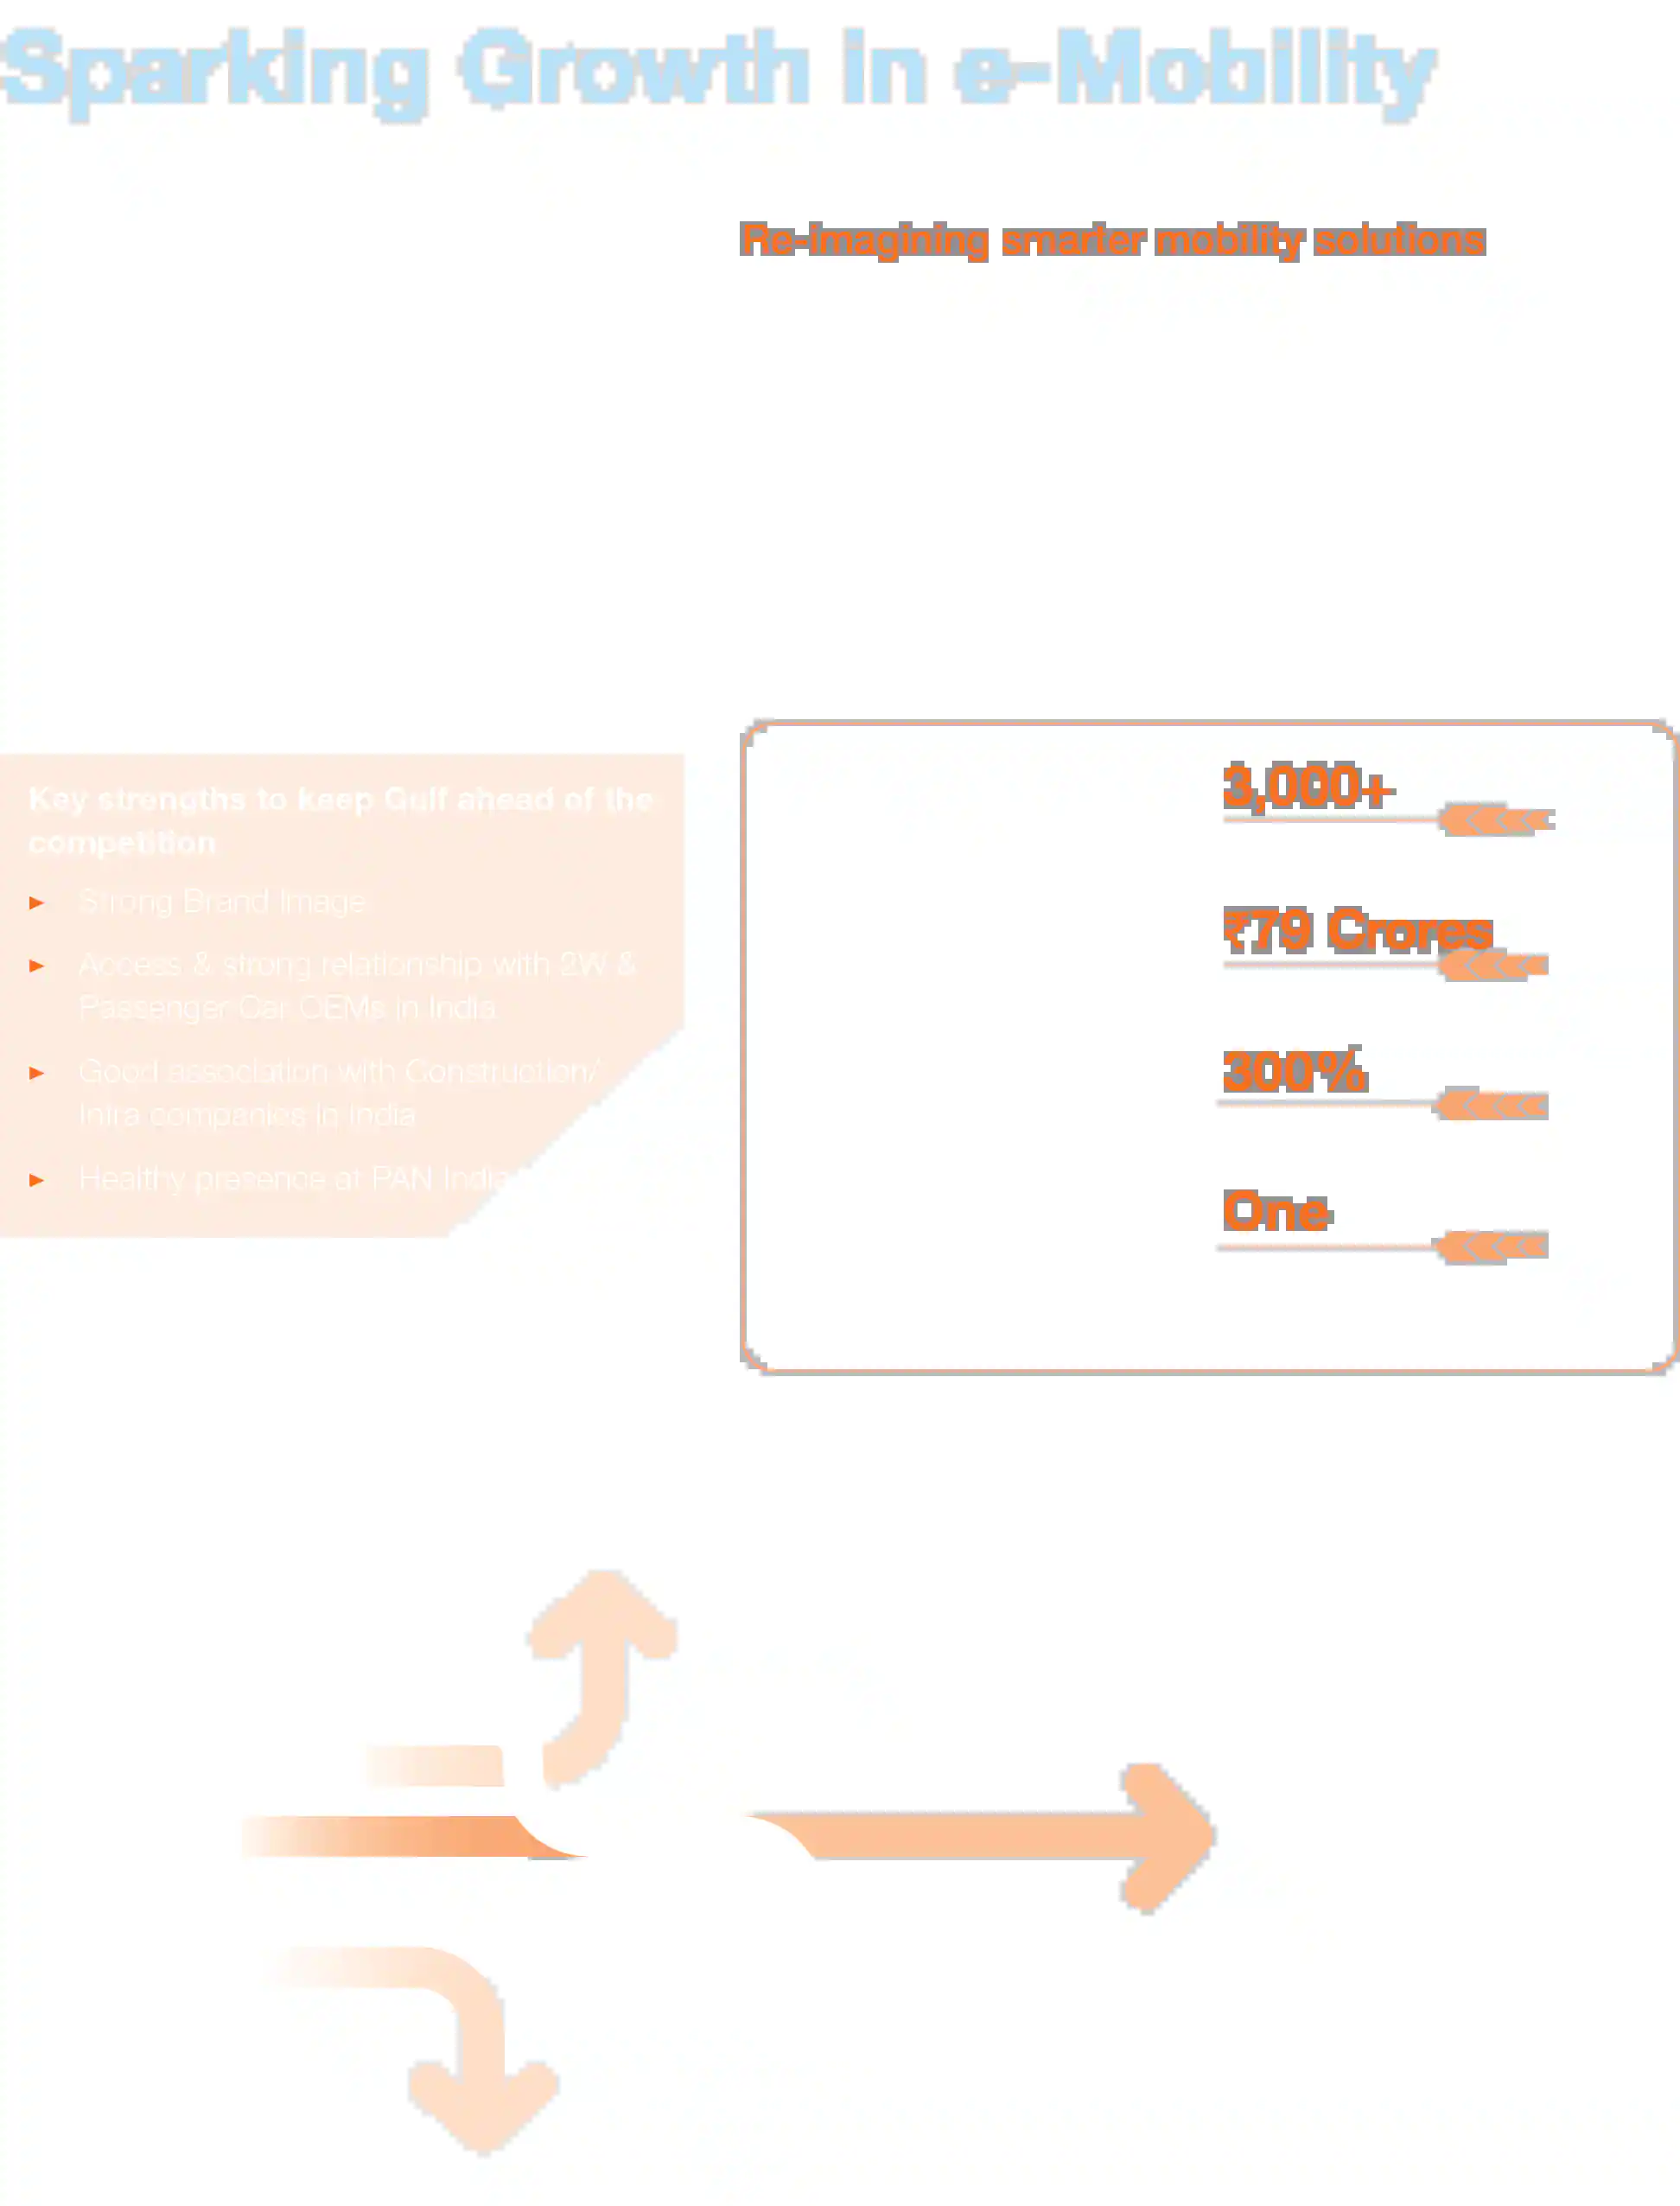 Sparking Growth in e-Mobility
Re-imagining smarter mobility solutions
Key strengths to keep Gulf ahead of the
competition
Strong Brand Image
Access & strong relationship with 2W &
Passenger Car OEMs in India
Good association with Construction/
Infra companies in India
Healthy presence at PAN India
3,000+
₹79 Crores
300%
One